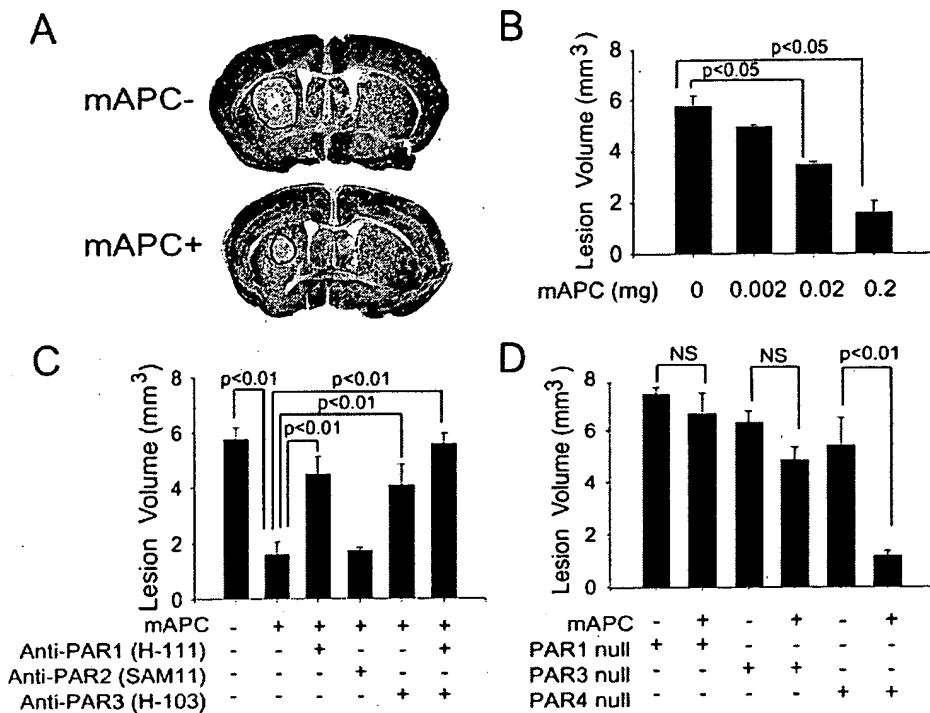 A
mAPC-
mAPC+
B
Lesion Volume (mm3)
8
6
4
2
0
p<0.05
p<0.05
mAPC (mg) 0 0.002 0.02 0.2
C
Lesion Volume (mm3)
8
6
4
2
0
p<0.01
p<0.01
p<0.01
p<0.01
mAPC - + + + + +
Anti-PAR1 (H-111) - - + - - +
Anti-PAR2 (SAM11) - - - + - -
Anti-PAR3 (H-103) - - - - + +
D
Lesion Volume (mm3)
8
6
4
2
0
NS
NS
p<0.01
mAPC - + - + - +
PAR1 null + + - - - -
PAR3 null - - + + - -
PAR4 null - - - - + +